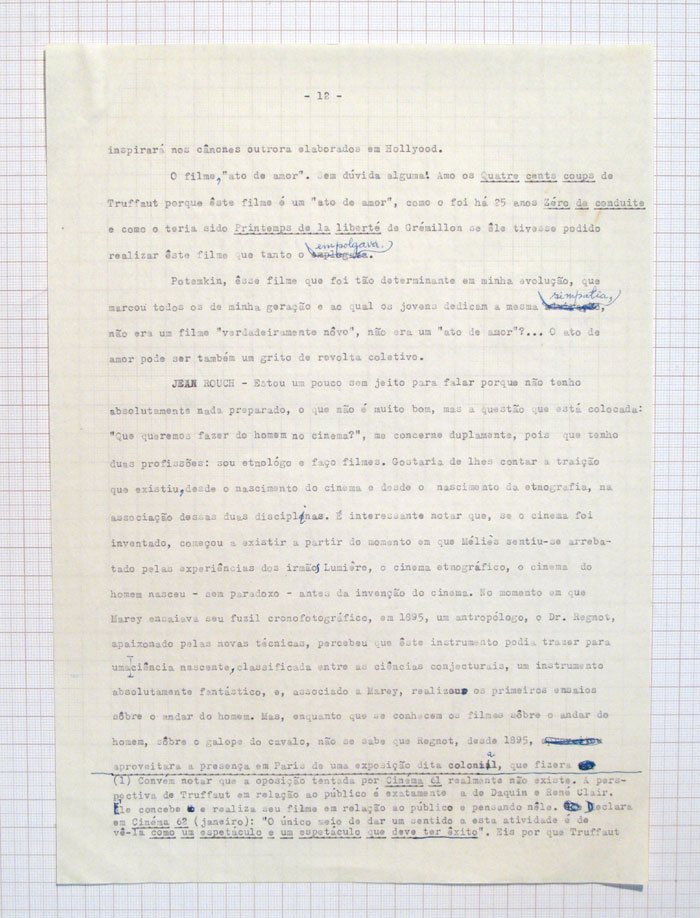 - 12 -
inspirará nos cânones outrora elaborados em Hollyood.
O filme, "ato de amor". Sem dúvida alguma! Amo os Quatre cents coups de
Truffaut porque êste filme é um "ato de amor", como o foi há 25 anos Zéro de conduite
e como o teria sido Printemps de la liberté de Grémillon se êle tivesse podido
realizar êste filme que tanto o empolgava.
Potemkin, êsse filme que foi tão determinante em minha evolução, que
marcou todos os de minha geração e ao qual os jovens dedicam a mesma simpatia,
não era um filme "verdadeiramente nôvo", não era um "ato de amor"?... O ato de
amor pode ser também um grito de revolta coletivo.
JEAN ROUCH - Estou um pouco sem jeito para falar porque não tenho
absolutamente nada preparado, o que não é muito bom, mas a questão que está colocada:
"Que queremos fazer do homem no cinema?", me concerne duplamente, pois que tenho
duas profissões: sou etnológo e faço filmes. Gostaria de lhes contar a traição
que existiu, desde o nascimento do cinema e desde o nascimento da etnografia, na
associação dessas duas disciplinas. É interessante notar que, se o cinema foi
inventado, começou a existir a partir do momento em que Méliès sentiu-se arreba-
tado pelas experiências dos irmãos Lumière, o cinema etnográfico, o cinema do
homem nasceu - sem paradoxo - antes da invenção do cinema. No momento em que
Marey ensaiava seu fuzil cronofotográfico, em 1895, um antropólogo, o Dr. Regnot,
apaixonado pelas novas técnicas, percebeu que êste instrumento podia trazer para
uma ciência nascente, classificada entre as ciências conjecturais, um instrumento
absolutamente fantástico, e, associado a Marey, realizou os primeiros ensaios
sôbre o andar do homem. Mas, enquanto que se conhecem os filmes sôbre o andar do
homem, sôbre o galope do cavalo, não se sabe que Regnot, desde 1895,
aproveitara a presença em Paris de uma exposição dita colonial, que fizera
(1) Convém notar que a oposição tentada por Cinéma 61 realmente não existe. A pers-
pectiva de Truffaut em relação ao público é exatamente a de Daquin e René Clair.
Ele concebe e realiza seu filme em relação ao público e pensando nêle. Declara
em Cinéma 62 (janeiro): "O único meio de dar um sentido a esta atividade é de
vê-la como um espetáculo e um espetáculo que deve ter êxito". Eis por que Truffaut